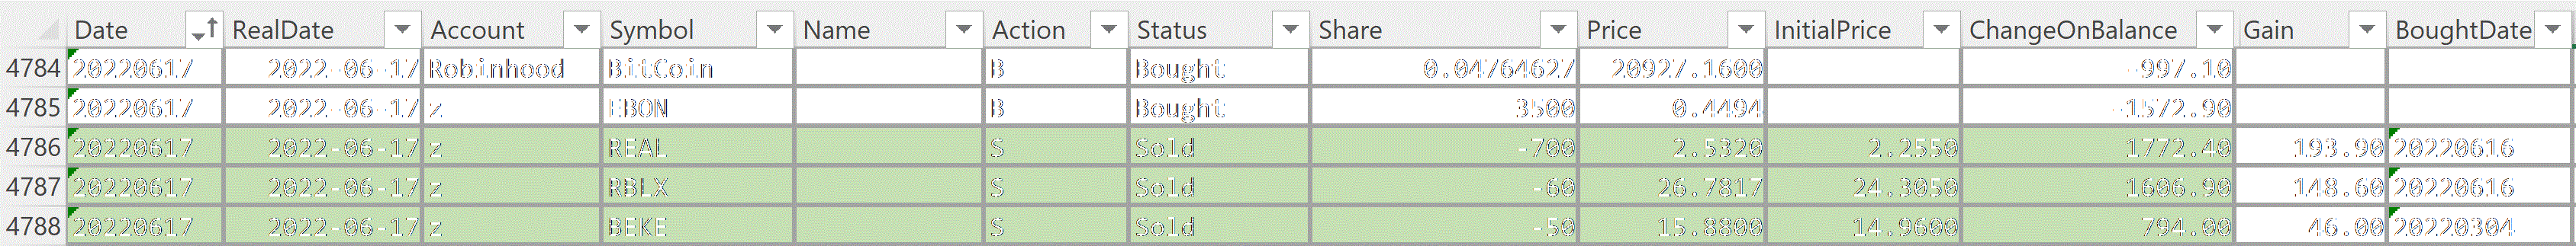 Date RealDate Account Symbol Name Action Status Share Price InitialPrice ChangeOnBalance Gain BoughtDate
4784 20220617 2022-06-17 Robinhood BitCoin B Bought 0.04764627 20927.1600 -997.10
4785 20220617 2022-06-17 z EBON B Bought 3500 0.4494 -1572.90
4786 20220617 2022-06-17 z REAL S Sold -700 2.5320 2.2550 1772.40 193.90 20220616
4787 20220617 2022-06-17 z RBLX S Sold -60 26.7817 24.3050 1606.90 148.60 20220616
4788 20220617 2022-06-17 z BEKE S Sold -50 15.8800 14.9600 794.00 46.00 20220304